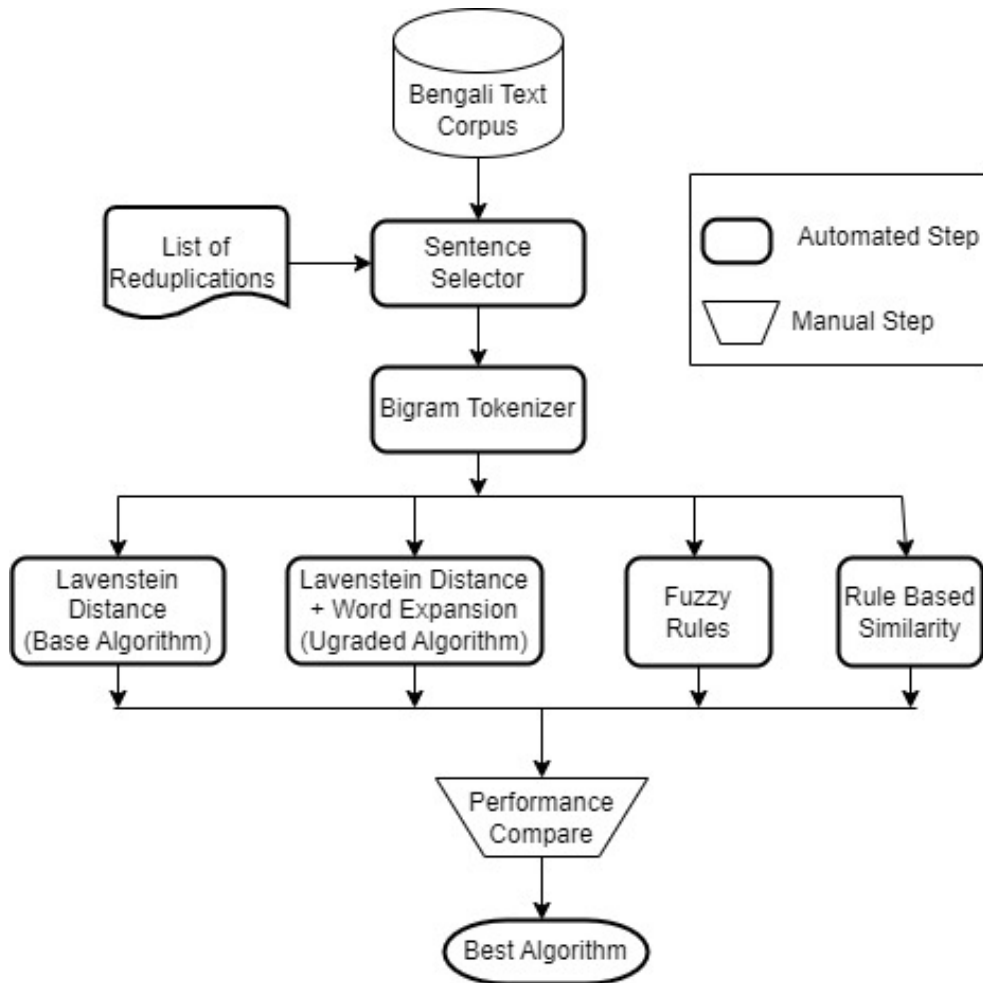 Bengali Text
Corpus
List of
Reduplications
Sentence
Selector
Automated Step
Manual Step
Bigram Tokenizer
Lavenstein
Distance
(Base Algorithm)
Lavenstein Distance
+ Word Expansion
(Ugraded Algorithm)
Fuzzy
Rules
Rule Based
Similarity
Performance
Compare
Best Algorithm